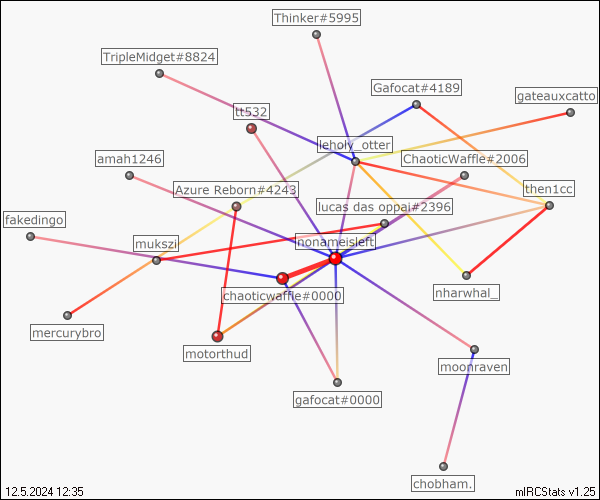 Thinker#5995
TripleMidget#8824
Gafocat#4189
gateauxcatto
tt532
leholy_otter
amah1246
ChaoticWaffle#2006
Azure Reborn#4243
then1cc
lucas das oppai#2396
fakedingo
mukszi
nonameisleft
chaoticwaffle#0000
nharwhal_
mercurybro
motorthud
moonraven
gafocat#0000
chobham.
12.5.2024 12:35
mIRCStats v1.25